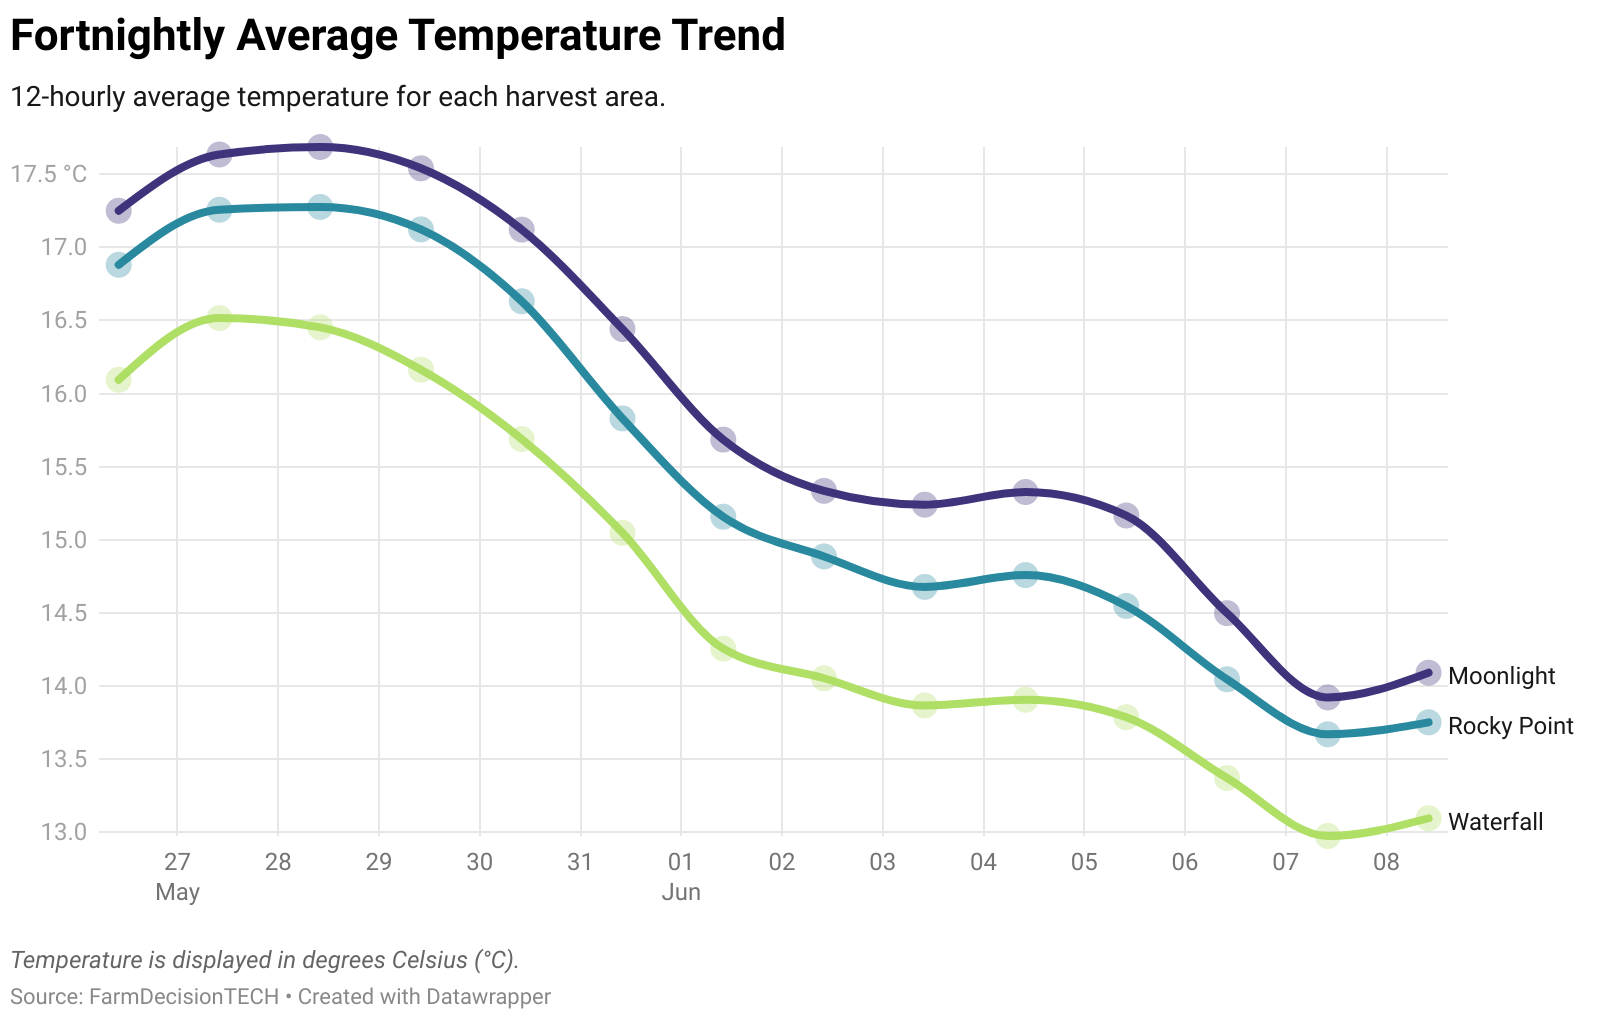 Fortnightly Average Temperature Trend
12-hourly average temperature for each harvest area.
17.5 °C
17.0
16.5
16.0
15.5
15.0
14.5
14.0
13.5
13.0
Moonlight
Rocky Point
Waterfall
27 28 29 30 31 01 02 03 04 05 06 07 08
May Jun
Temperature is displayed in degrees Celsius (°C).
Source: FarmDecisionTECH • Created with Datawrapper